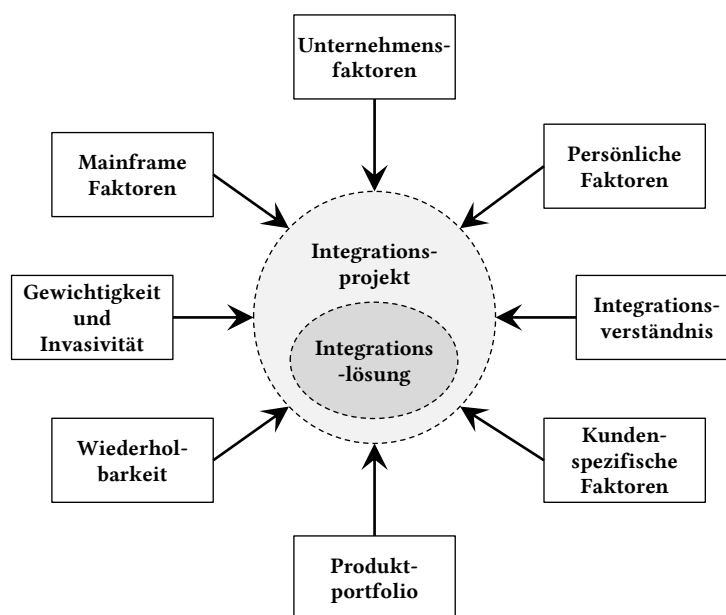 Unternehmens-
faktoren
Mainframe
Faktoren
Persönliche
Faktoren
Integrations-
projekt
Gewichtigkeit
und
Invasivität
Integrations-
verständnis
Integrations
-lösung
Wiederhol-
barkeit
Kunden-
spezifische
Faktoren
Produkt-
portfolio